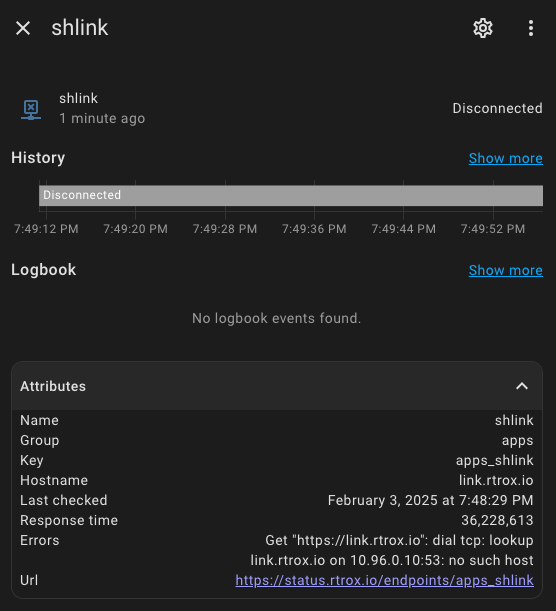 shlink
shlink
1 minute ago
Disconnected
History
Show more
Disconnected
7:49:12 PM 7:49:20 PM 7:49:28 PM 7:49:36 PM 7:49:44 PM 7:49:52 PM
Logbook
Show more
No logbook events found.
Attributes
Name shlink
Group apps
Key apps_shlink
Hostname link.rtrox.io
Last checked February 3, 2025 at 7:48:29 PM
Response time 36,228,613
Errors Get "https://link.rtrox.io": dial tcp: lookup
link.rtrox.io on 10.96.0.10:53: no such host
Url https://status.rtrox.io/endpoints/apps_shlink